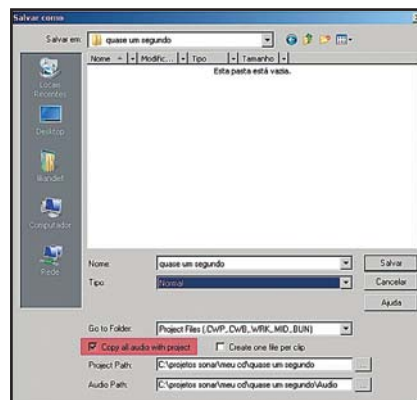 Salvar como
Salvar em: quase um segundo
Nome Modific... Tipo Tamanho
Esta pasta está vazia.
Locais Recentes
Desktop
Wandef
Computador
Rede
Nome: quase um segundo Salvar
Tipo: Normal Cancelar
Ajuda
Go to Folder: Project Files (.CWP,.CWB,.WRK,.MID,.BUN)
Copy all audio with project Create one file per clip
Project Path: C:\projetos sonar\meu cd\quase um segundo ...
Audio Path: C:\projetos sonar\meu cd\quase um segundo\Audio ...